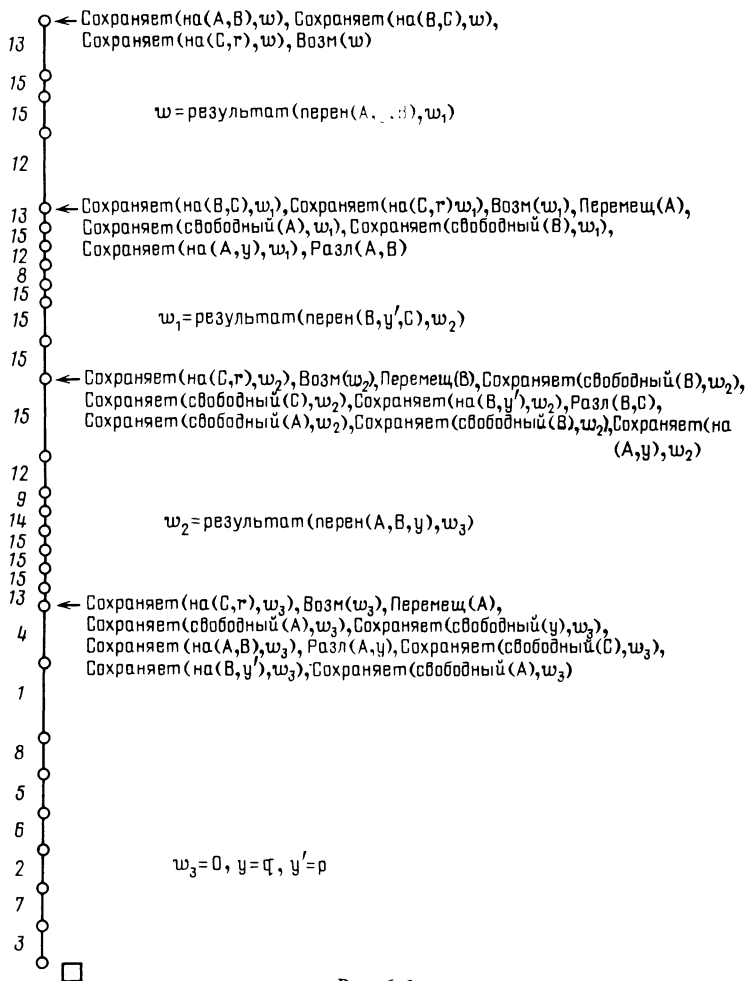 Сохраняет(на(A,B),w), Сохраняет(на(B,C),w),
13 Сохраняет(на(C,r),w), Возм(w)
15
15 w=результат(перен(A, ,B),w₁)
12
Сохраняет(на(B,C),w₁),Сохраняет(на(C,r)w₁),Возм(w₁),Перемещ(A),
13
15 Сохраняет(свободный(A),w₁),Сохраняет(свободный(B),w₁),
12 Сохраняет(на(A,y),w₁),Разл(A,B)
8
15
15 w₁=результат(перен(B,y′,C),w₂)
15
Сохраняет(на(C,r),w₂),Возм(w₂),Перемещ(B),Сохраняет(свободный(B),w₂),
Сохраняет(свободный(C),w₂),Сохраняет(на(B,y′),w₂),Разл(B,C),
15 Сохраняет(свободный(A),w₂),Сохраняет(свободный(B),w₂),Сохраняет(на
(A,y),w₂)
12
9
14 w₂=результат(перен(A,B,y),w₃)
15
15
15
13 Сохраняет(на(C,r),w₃),Возм(w₃),Перемещ(A),
4 Сохраняет(свободный(A),w₃),Сохраняет(свободный(y),w₃),
Сохраняет(на(A,B),w₃),Разл(A,y),Сохраняет(свободный(C),w₃),
Сохраняет(на(B,y′),w₃),Сохраняет(свободный(A),w₃)
1
8
5
6
2 w₃=0, y=q, y′=p
7
3